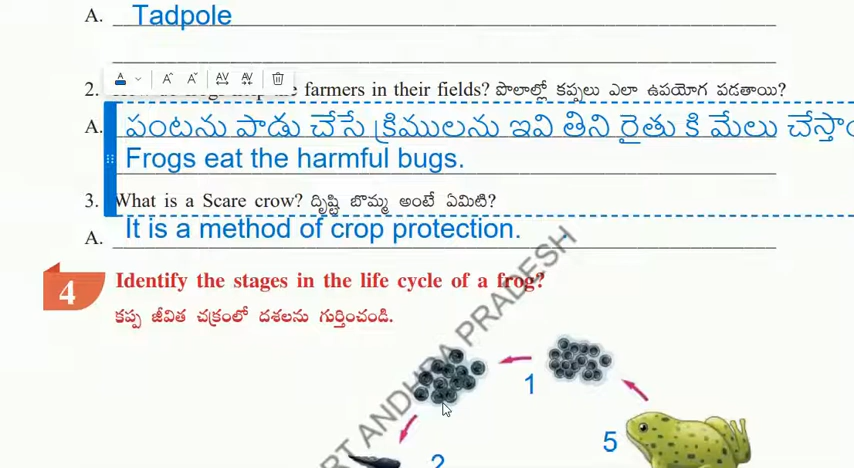 A. Tadpole
2. farmers in their fields? పొలాల్లో కప్పలు ఎలా ఉపయోగ పడతాయి?
A. పంటను పాడు చేసే క్రిములను ఇవి తిని రైతు కి మేలు
Frogs eat the harmful bugs.
3. What is a Scare crow? దృష్టి బొమ్మ అంటే ఏమిటి?
A. It is a method of crop protection.
4 Identify the stages in the life cycle of a frog?
కప్ప జీవిత చక్రంలో దశలను గుర్తించండి.
ANDHRA PRADESH
1
5
2